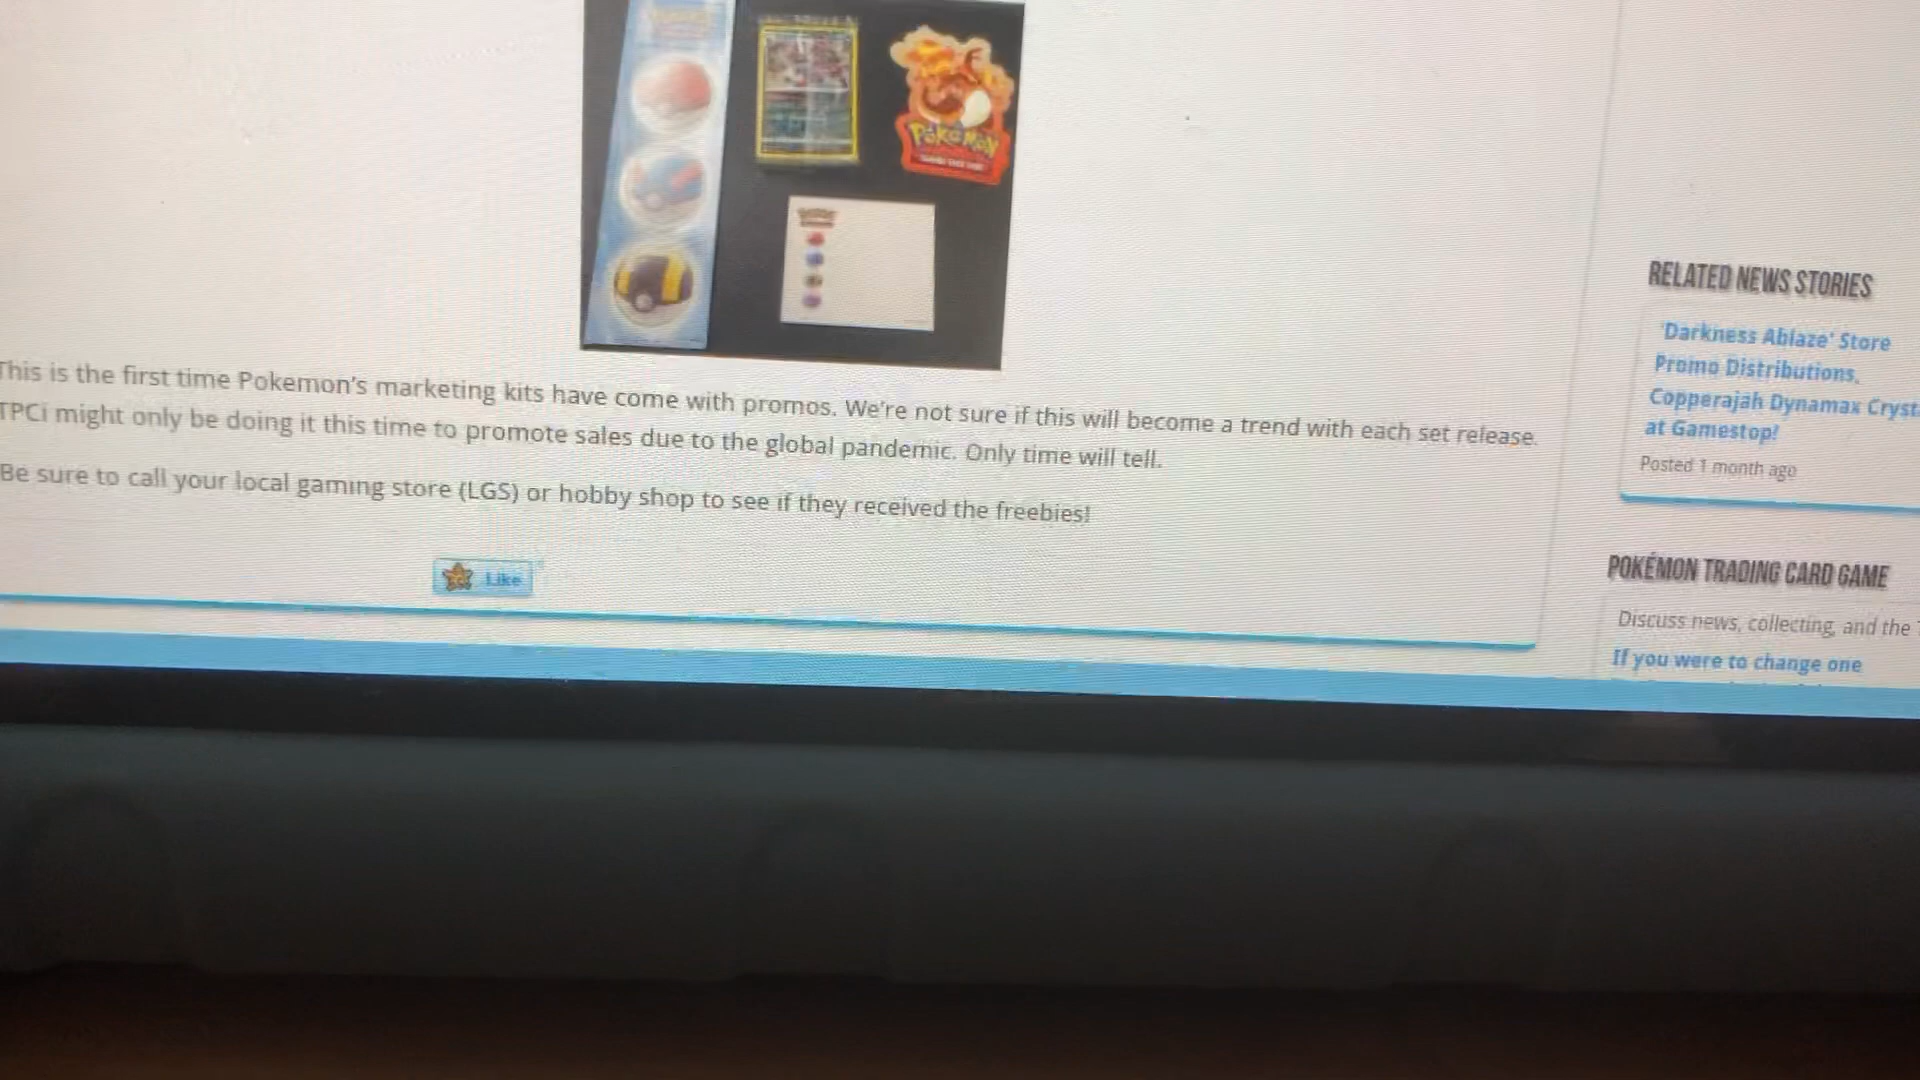 POKéMON
This is the first time Pokemon's marketing kits have come with promos. We're not sure if this will become a trend with each set release.
TPCi might only be doing it this time to promote sales due to the global pandemic. Only time will tell.
Be sure to call your local gaming store (LGS) or hobby shop to see if they received the freebies!
Like
RELATED NEWS STORIES
'Darkness Ablaze' Store
Promo Distributions,
Copperajah Dynamax Cryst
at Gamestop!
Posted 1 month ago
POKÉMON TRADING CARD GAME
Discuss news, collecting, and the
If you were to change one